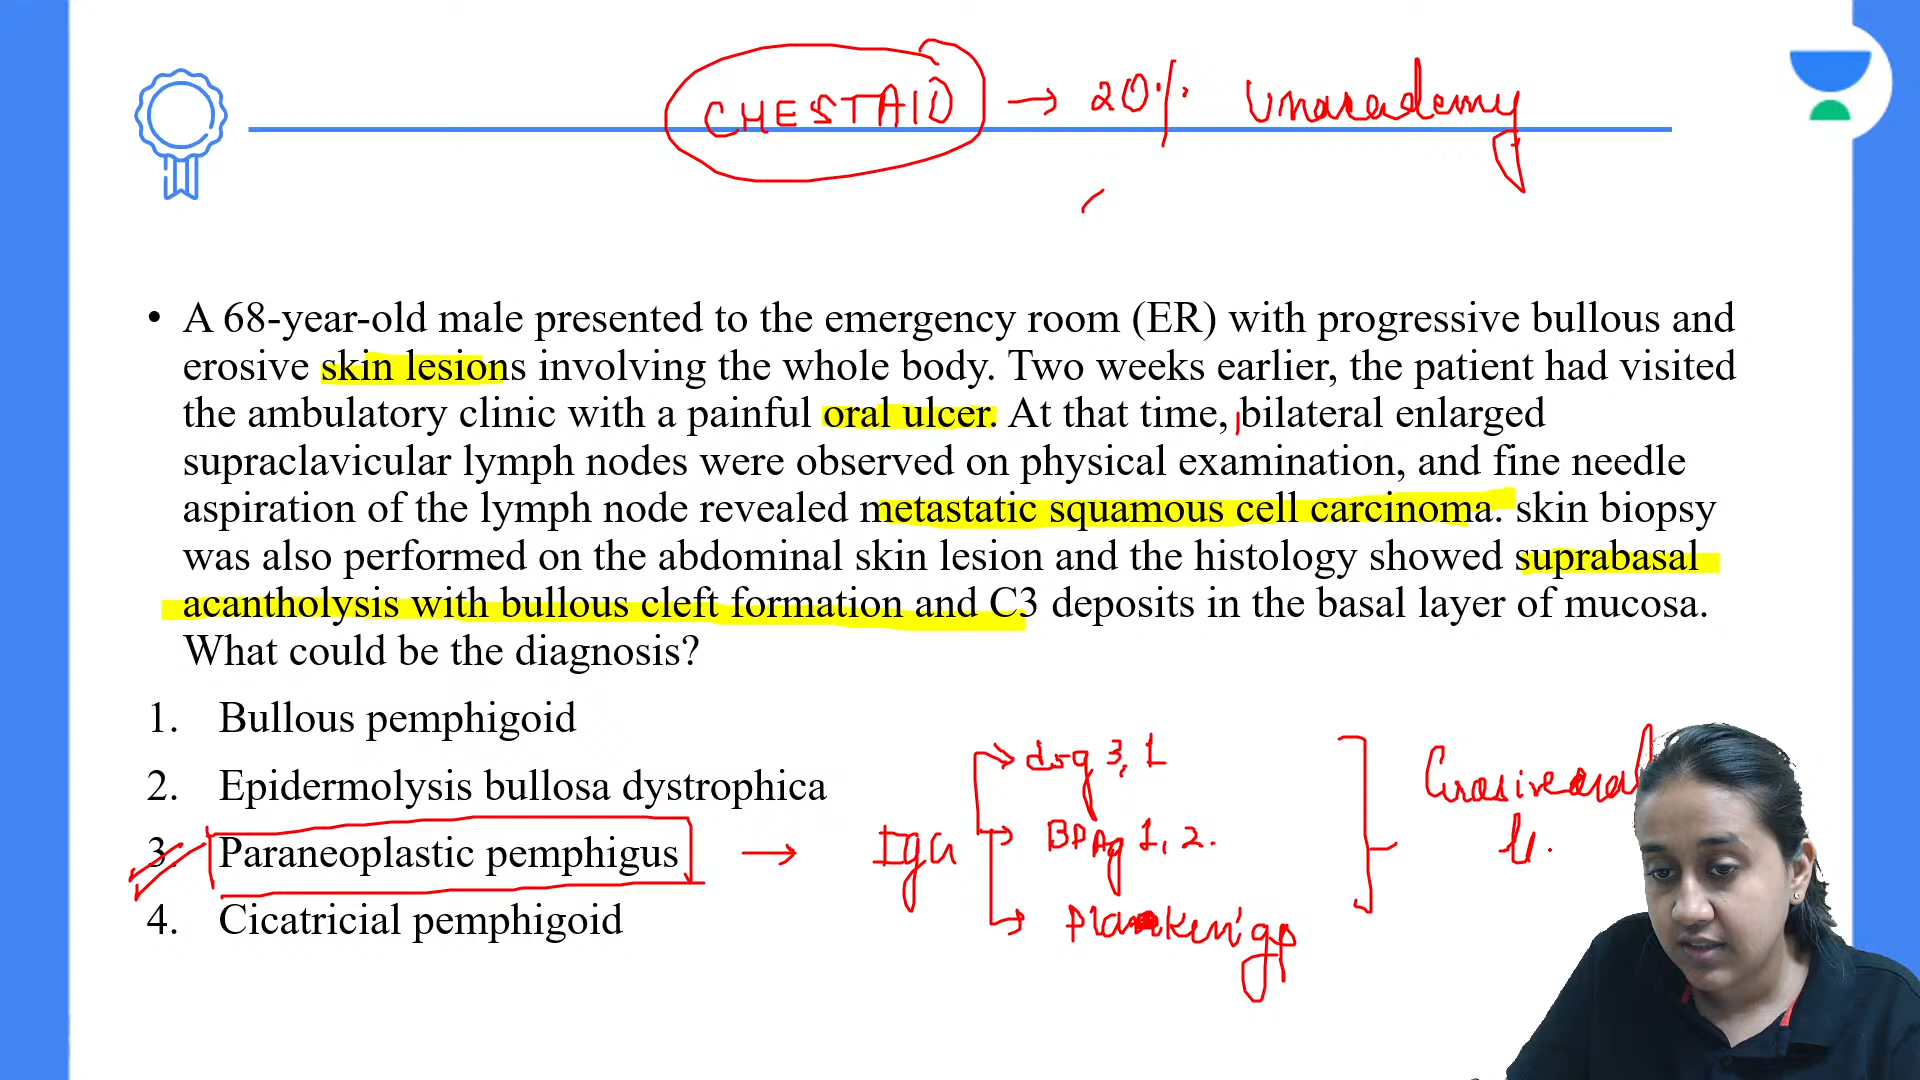 CHESTAID → 20% Unacademy
• A 68-year-old male presented to the emergency room (ER) with progressive bullous and
erosive skin lesions involving the whole body. Two weeks earlier, the patient had visited
the ambulatory clinic with a painful oral ulcer. At that time, bilateral enlarged
supraclavicular lymph nodes were observed on physical examination, and fine needle
aspiration of the lymph node revealed metastatic squamous cell carcinoma. skin biopsy
was also performed on the abdominal skin lesion and the histology showed suprabasal
acantholysis with bullous cleft formation and C3 deposits in the basal layer of mucosa.
What could be the diagnosis?
1. Bullous pemphigoid
2. Epidermolysis bullosa dystrophica
3. Paraneoplastic pemphigus
4. Cicatricial pemphigoid
→ IgG
dsg 3, 1
BPAg 1, 2.
Erosive oral